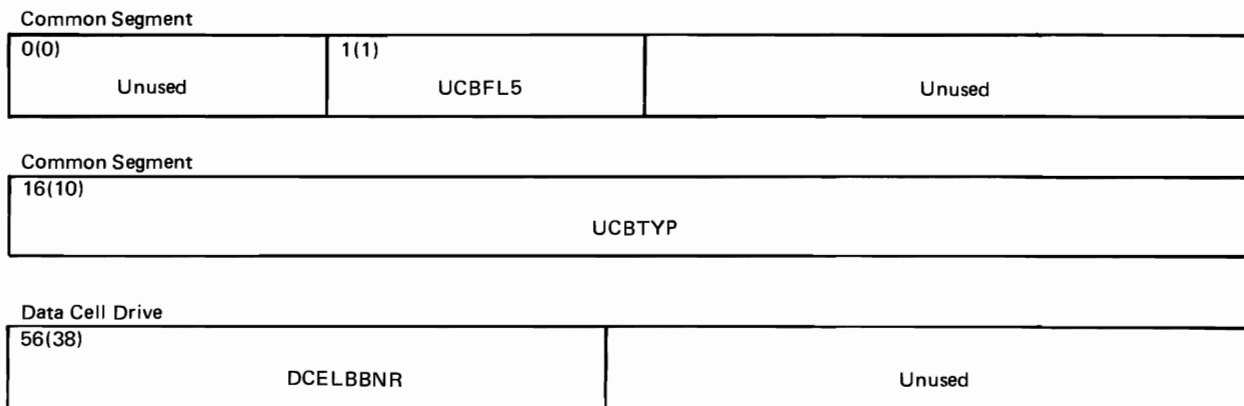 Common Segment
0(0) 1(1)
Unused UCBFL5 Unused
Common Segment
16(10)
UCBTYP
Data Cell Drive
56(38)
DCELBBNR Unused